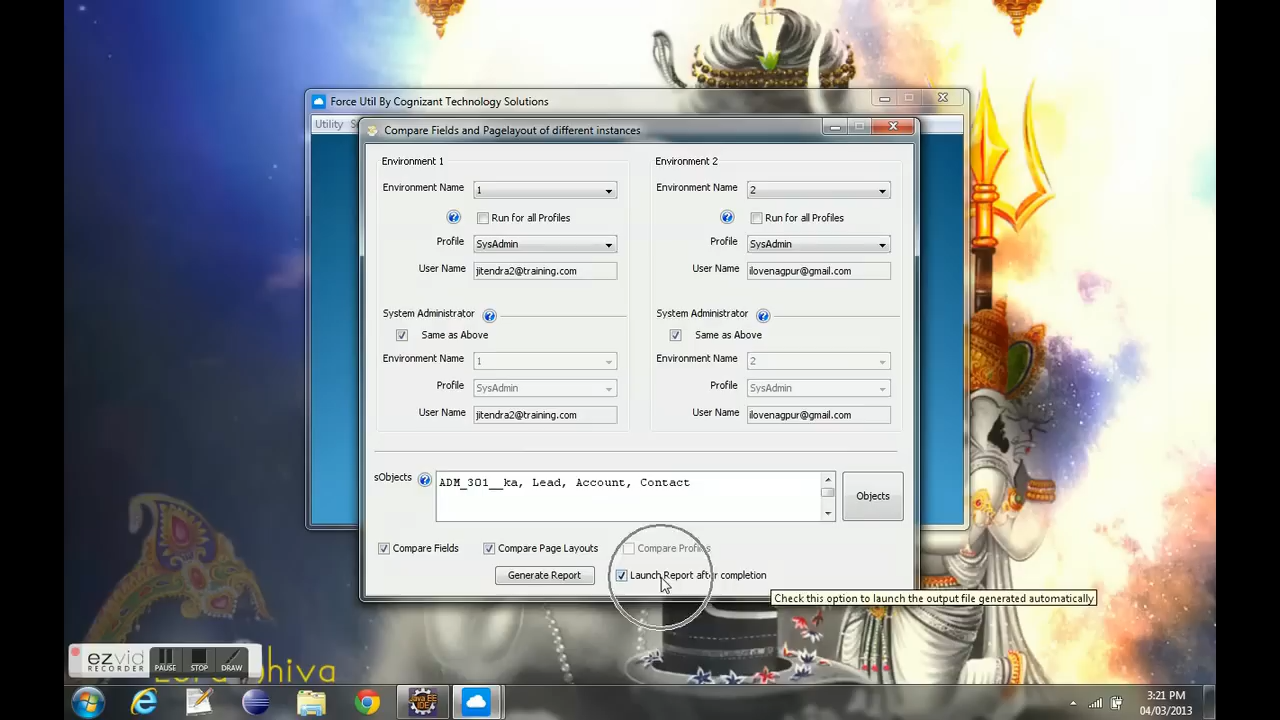 Force Util By Cognizant Technology Solutions
Utility
Compare Fields and Pagelayout of different instances
Environment 1
Environment 2
Environment Name 1
Environment Name 2
Run for all Profiles
Run for all Profiles
Profile SysAdmin
Profile SysAdmin
User Name jitendra2@training.com
User Name ilovenagpur@gmail.com
System Administrator
System Administrator
Same as Above
Same as Above
Environment Name 1
Environment Name 2
Profile SysAdmin
Profile SysAdmin
User Name jitendra2@training.com
User Name ilovenagpur@gmail.com
sObjects ADM_301__ka, Lead, Account, Contact
Objects
Compare Fields Compare Page Layouts Compare Profiles
Generate Report Launch Report after completion
Check this option to launch the output file generated automatically
ezvid
RECORDER
PAUSE STOP DRAW
Java EE
IDE
3:21 PM
04/03/2013